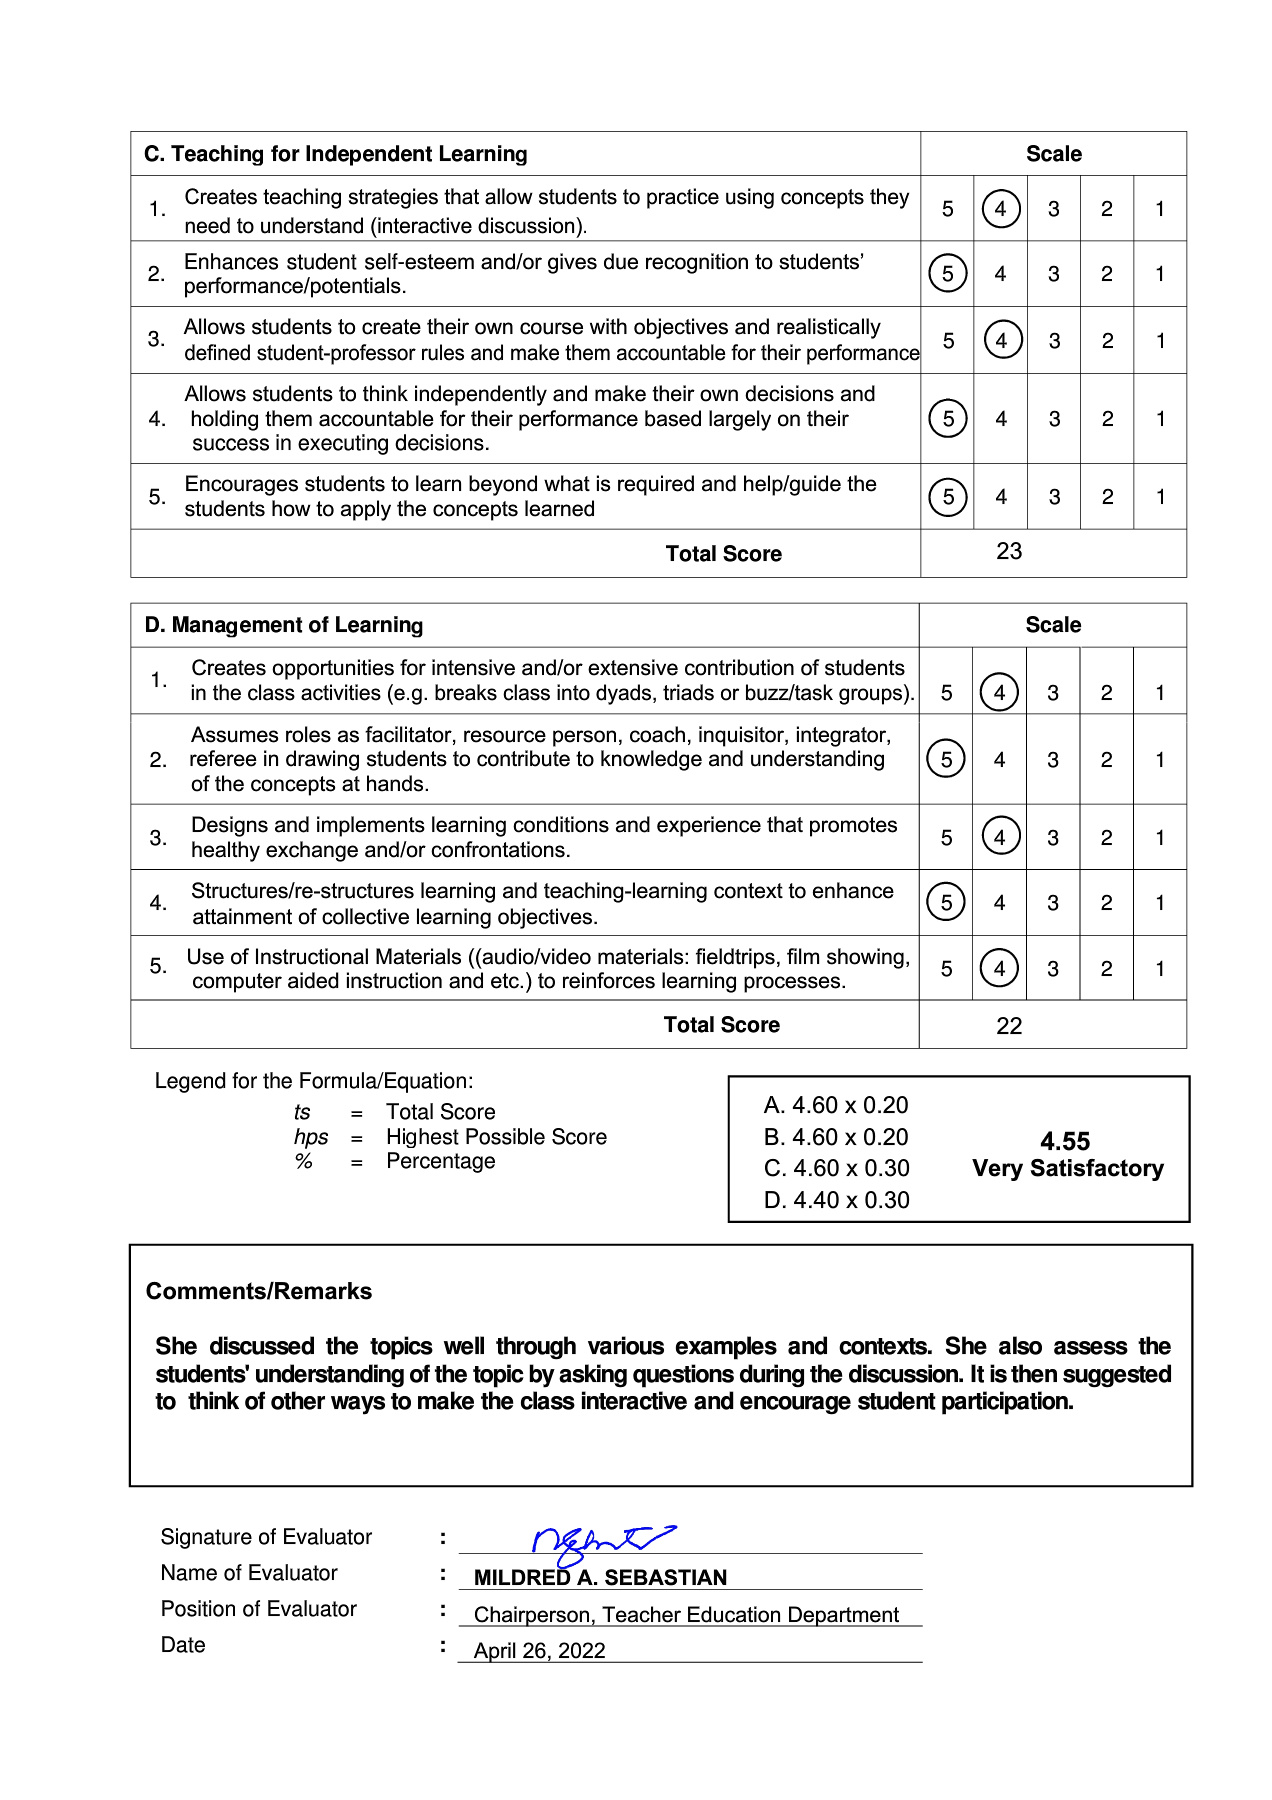 C. Teaching for Independent Learning Scale
1. Creates teaching strategies that allow students to practice using concepts they
need to understand (interactive discussion). 5 4 3 2 1
2. Enhances student self-esteem and/or gives due recognition to students’
performance/potentials. 5 4 3 2 1
3. Allows students to create their own course with objectives and realistically
defined student-professor rules and make them accountable for their performance 5 4 3 2 1
4. Allows students to think independently and make their own decisions and
holding them accountable for their performance based largely on their
success in executing decisions. 5 4 3 2 1
5. Encourages students to learn beyond what is required and help/guide the
students how to apply the concepts learned 5 4 3 2 1
Total Score 23
D. Management of Learning Scale
1. Creates opportunities for intensive and/or extensive contribution of students
in the class activities (e.g. breaks class into dyads, triads or buzz/task groups). 5 4 3 2 1
2. Assumes roles as facilitator, resource person, coach, inquisitor, integrator,
referee in drawing students to contribute to knowledge and understanding
of the concepts at hands. 5 4 3 2 1
3. Designs and implements learning conditions and experience that promotes
healthy exchange and/or confrontations. 5 4 3 2 1
4. Structures/re-structures learning and teaching-learning context to enhance
attainment of collective learning objectives. 5 4 3 2 1
5. Use of Instructional Materials ((audio/video materials: fieldtrips, film showing,
computer aided instruction and etc.) to reinforces learning processes. 5 4 3 2 1
Total Score 22
Legend for the Formula/Equation:
ts = Total Score
hps = Highest Possible Score
% = Percentage
A. 4.60 x 0.20
B. 4.60 x 0.20
C. 4.60 x 0.30
D. 4.40 x 0.30
4.55
Very Satisfactory
Comments/Remarks
She discussed the topics well through various examples and contexts. She also assess the
students' understanding of the topic by asking questions during the discussion. It is then suggested
to think of other ways to make the class interactive and encourage student participation.
Signature of Evaluator :
Name of Evaluator : MILDRED A. SEBASTIAN
Position of Evaluator : Chairperson, Teacher Education Department
Date : April 26, 2022